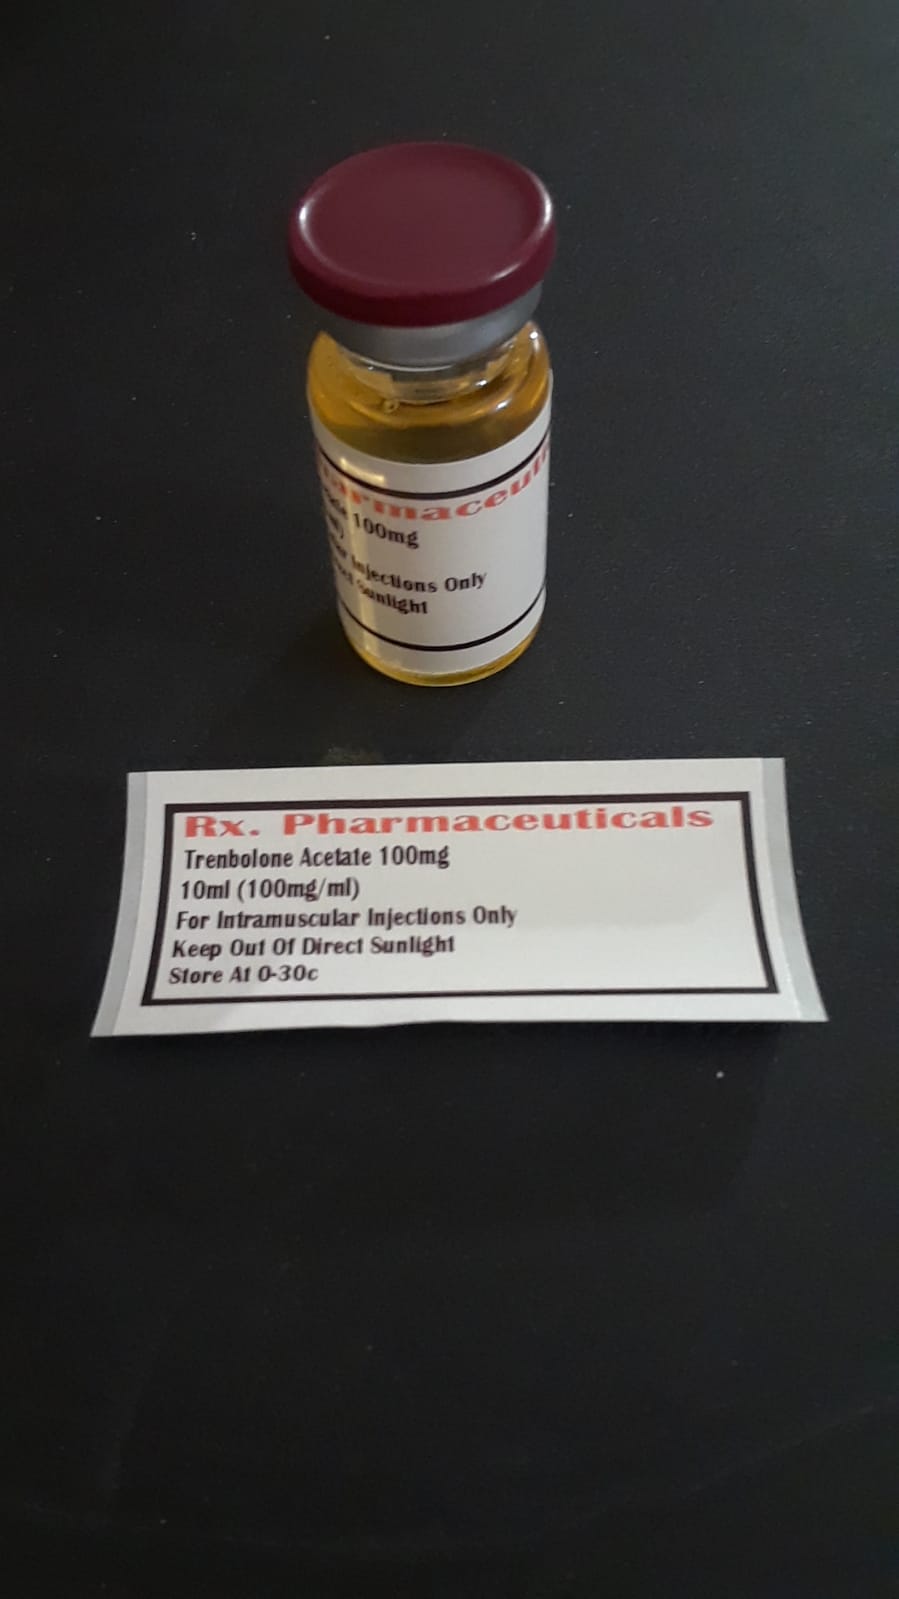 armaceut
100mg
Injections Only
Sunlight
Rx. Pharmaceuticals
Trenbolone Acetate 100mg
10ml (100mg/ml)
For Intramuscular Injections Only
Keep Out Of Direct Sunlight
Store At 0-30c